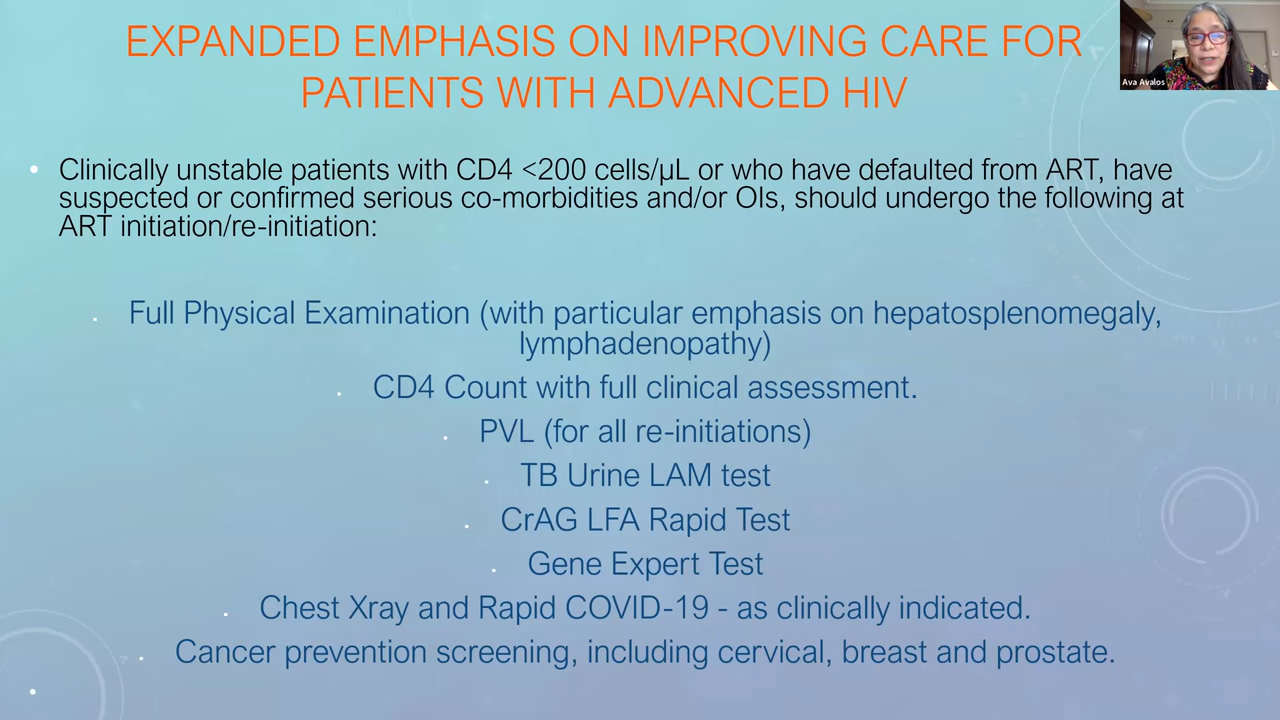 EXPANDED EMPHASIS ON IMPROVING CARE FOR
PATIENTS WITH ADVANCED HIV
Ava Avalos
• Clinically unstable patients with CD4 <200 cells/µL or who have defaulted from ART, have
suspected or confirmed serious co-morbidities and/or OIs, should undergo the following at
ART initiation/re-initiation:
Full Physical Examination (with particular emphasis on hepatosplenomegaly,
lymphadenopathy)
CD4 Count with full clinical assessment.
PVL (for all re-initiations)
TB Urine LAM test
CrAG LFA Rapid Test
Gene Expert Test
Chest Xray and Rapid COVID-19 - as clinically indicated.
Cancer prevention screening, including cervical, breast and prostate.